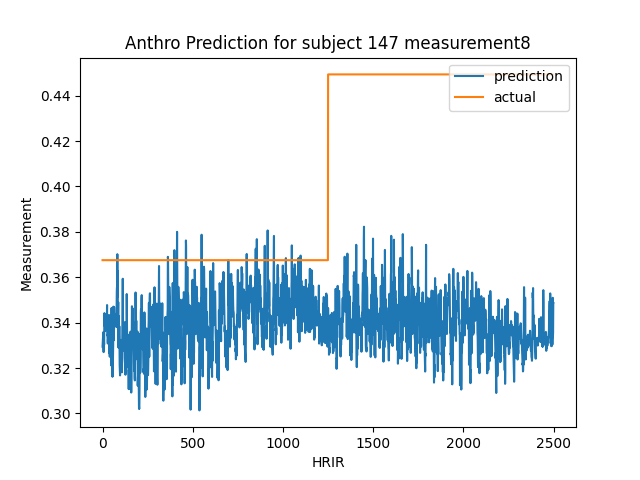 Anthro Prediction for subject 147 measurement8
prediction
actual
0.44
0.42
0.40
0.38
0.36
0.34
0.32
0.30
Measurement
0
500
1000
1500
2000
2500
HRIR